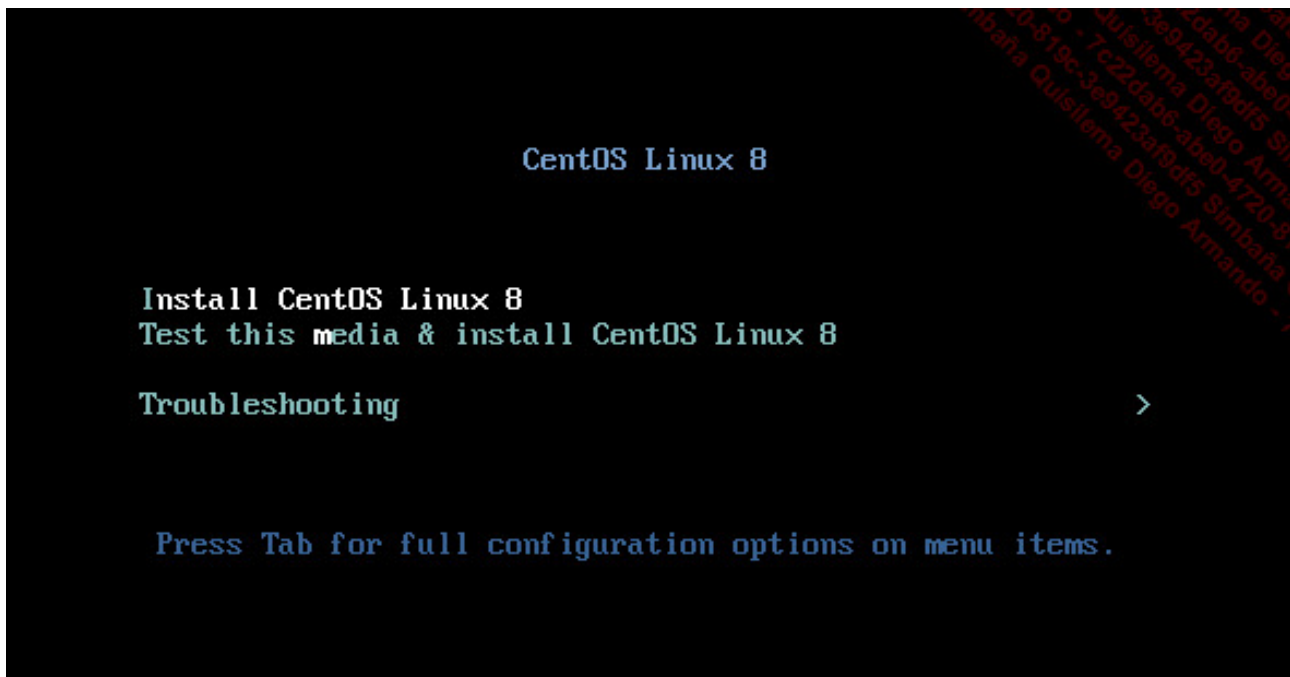 CentOS Linux 8
Install CentOS Linux 8
Test this media & install CentOS Linux 8
Troubleshooting >
Press Tab for full configuration options on menu items.